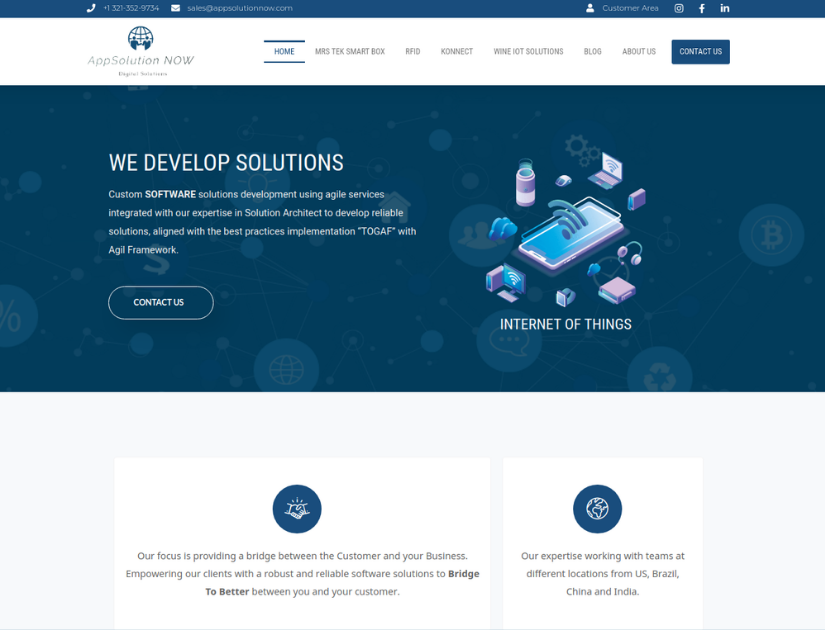 +1 321-352-9734 sales@appsolutionnow.com Customer Area
AppSolution NOW
Digital Solutions
HOME MRS TEK SMART BOX RFID KONNECT WINE IOT SOLUTIONS BLOG ABOUT US CONTACT US
WE DEVELOP SOLUTIONS
Custom SOFTWARE solutions development using agile services
integrated with our expertise in Solution Architect to develop reliable
solutions, aligned with the best practices implementation “TOGAF” with
Agil Framework.
CONTACT US
INTERNET OF THINGS
Our focus is providing a bridge between the Customer and your Business.
Empowering our clients with a robust and reliable software solutions to Bridge
To Better between you and your customer.
Our expertise working with teams at
different locations from US, Brazil,
China and India.